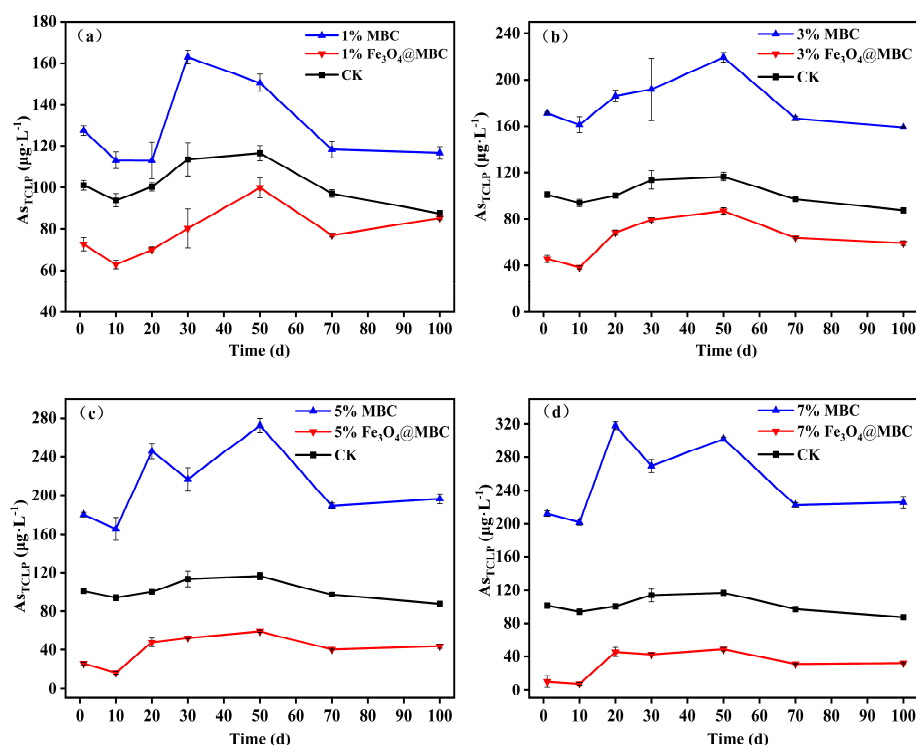 (a)
1% MBC
1% Fe₃O₄@MBC
CK
160
180
140
120
100
80
60
40
As_TCLP (μg·L⁻¹)
0 10 20 30 40 50 60 70 80 90 100
Time (d)
(b)
3% MBC
3% Fe₃O₄@MBC
CK
240
200
160
120
80
40
0
As_TCLP (μg·L⁻¹)
0 10 20 30 40 50 60 70 80 90 100
Time (d)
(c)
5% MBC
5% Fe₃O₄@MBC
CK
280
240
200
160
120
80
40
0
As_TCLP (μg·L⁻¹)
0 10 20 30 40 50 60 70 80 90 100
Time (d)
(d)
7% MBC
7% Fe₃O₄@MBC
CK
320
280
240
200
160
120
80
40
0
As_TCLP (μg·L⁻¹)
0 10 20 30 40 50 60 70 80 90 100
Time (d)